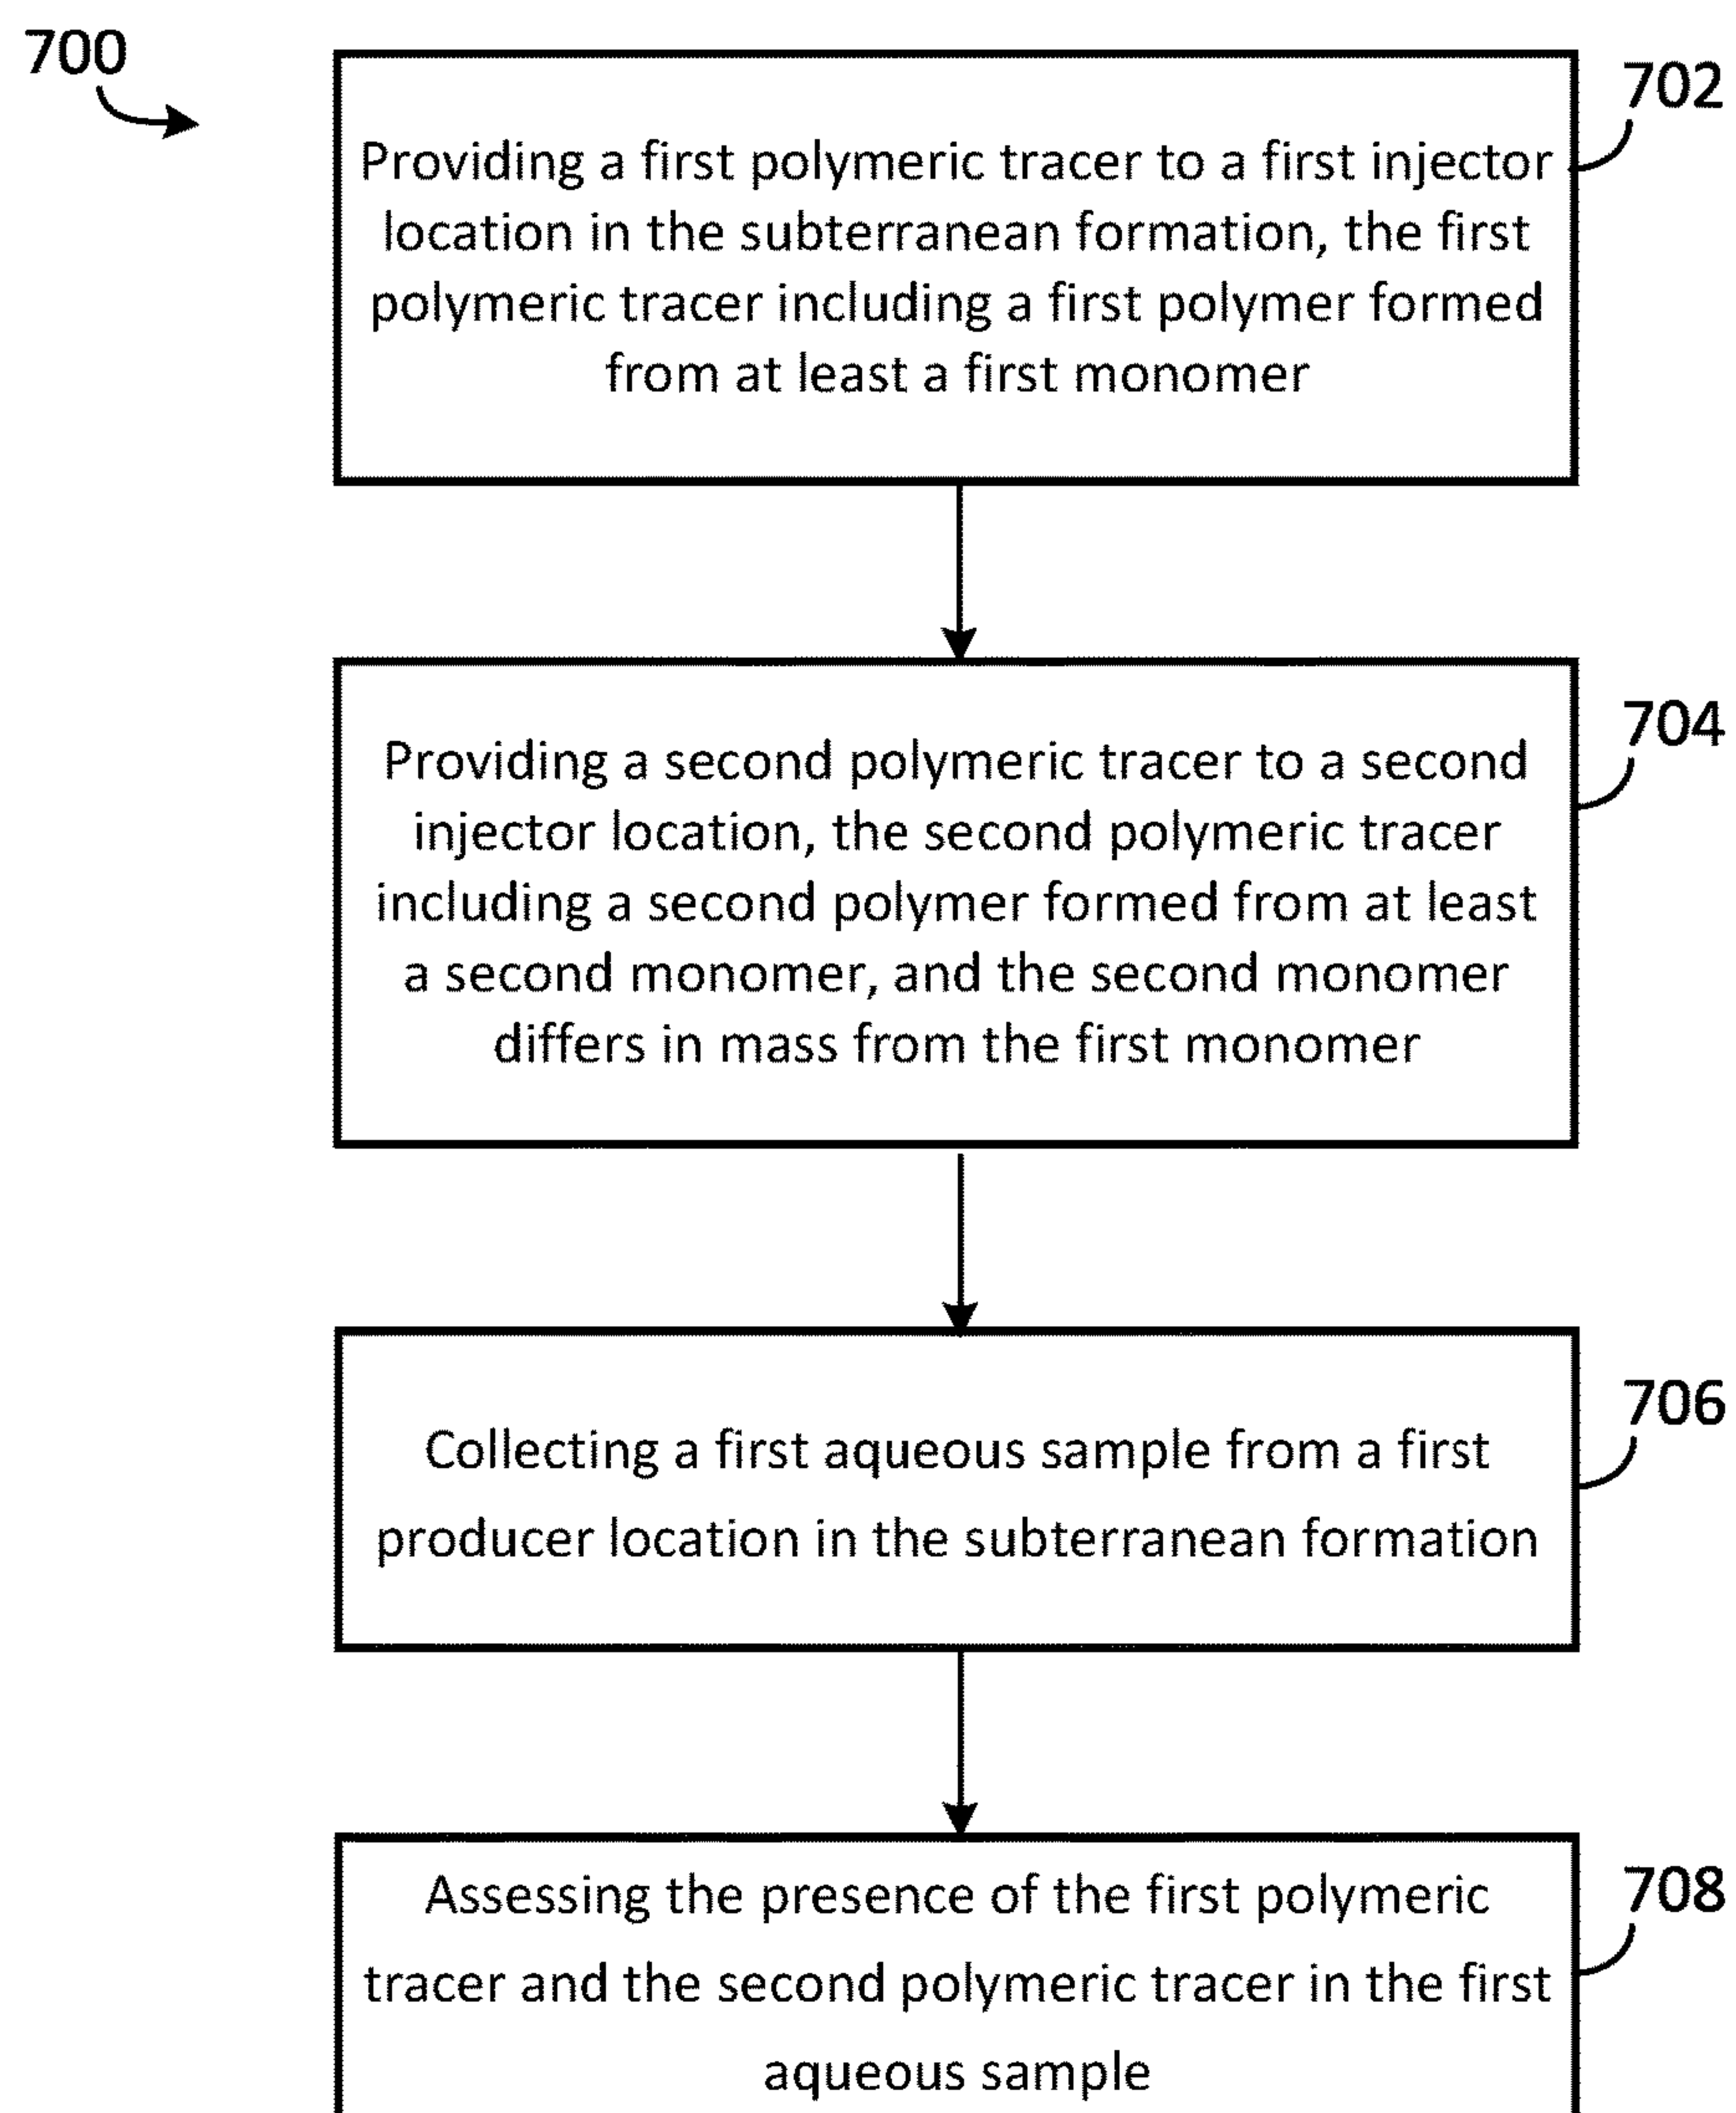 700
702
Providing a first polymeric tracer to a first injector
location in the subterranean formation, the first
polymeric tracer including a first polymer formed
from at least a first monomer
704
Providing a second polymeric tracer to a second
injector location, the second polymeric tracer
including a second polymer formed from at least
a second monomer, and the second monomer
differs in mass from the first monomer
706
Collecting a first aqueous sample from a first
producer location in the subterranean formation
708
Assessing the presence of the first polymeric
tracer and the second polymeric tracer in the first
aqueous sample